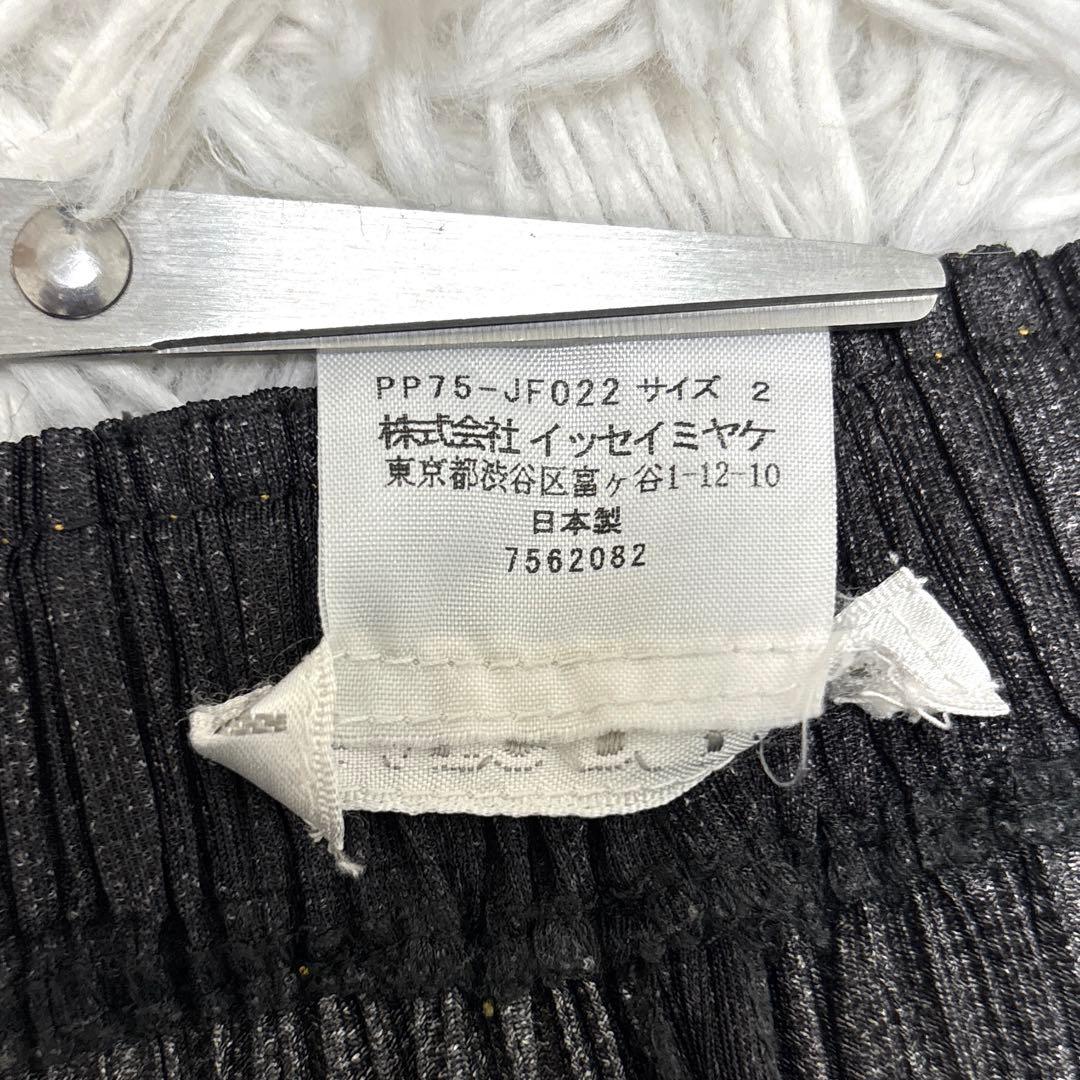 PP75-JF022 サイズ 2
株式会社 イッセイミヤケ
東京都渋谷区富ヶ谷1-12-10
日本製
7562082